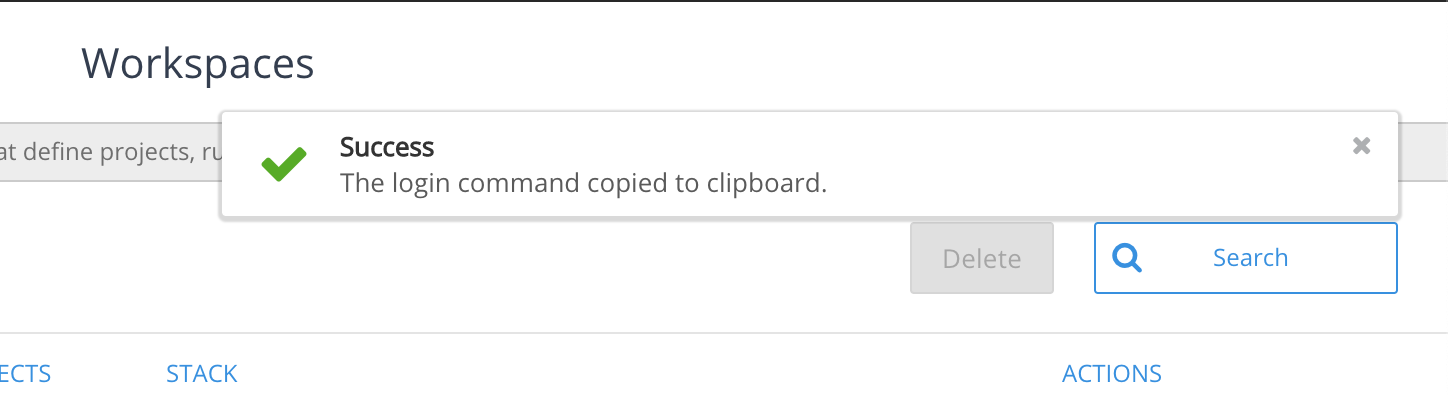 Workspaces
at define projects, ru
Success
The login command copied to clipboard.
Delete
Search
ECTS STACK ACTIONS